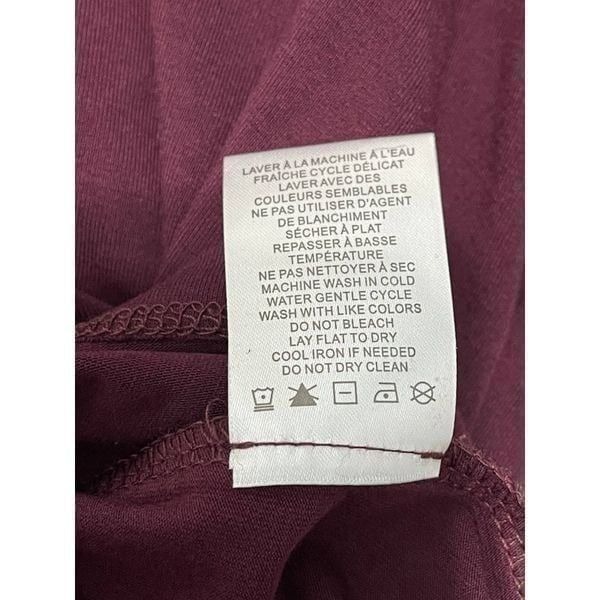 LAVER À LA MACHINE À L'EAU
FRAÎCHE CYCLE DÉLICAT
LAVER AVEC DES
COULEURS SEMBLABLES
NE PAS UTILISER D'AGENT
DE BLANCHIMENT
SÉCHER À PLAT
REPASSER À BASSE
TEMPÉRATURE
NE PAS NETTOYER À SEC
MACHINE WASH IN COLD
WATER GENTLE CYCLE
WASH WITH LIKE COLORS
DO NOT BLEACH
LAY FLAT TO DRY
COOL IRON IF NEEDED
DO NOT DRY CLEAN